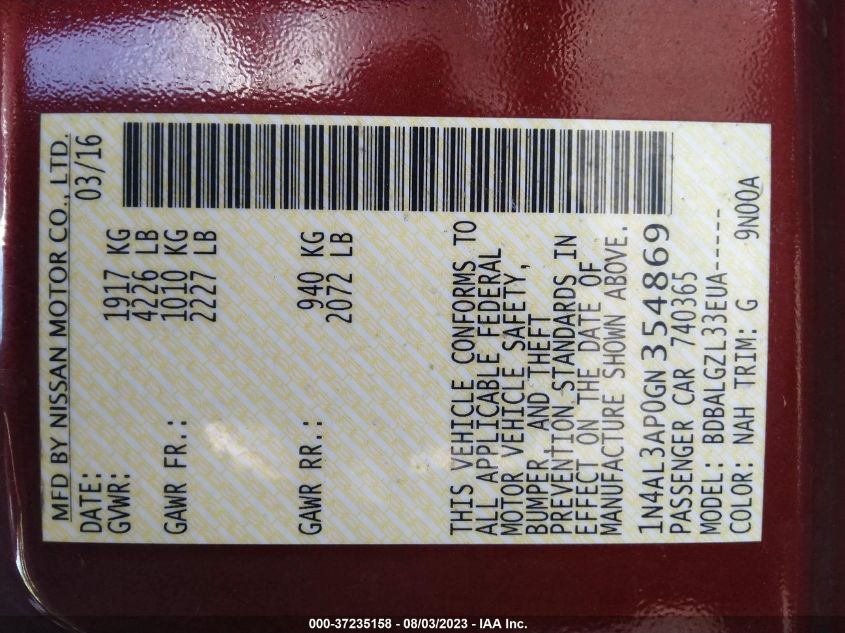 MFD BY NISSAN MOTOR CO., LTD.
DATE: 03/16
GVWR: 1917 KG
4226 LB
GAWR FR.: 1010 KG
2227 LB
GAWR RR.: 940 KG
2072 LB
THIS VEHICLE CONFORMS TO
ALL APPLICABLE FEDERAL
MOTOR VEHICLE SAFETY,
BUMPER AND THEFT
PREVENTION STANDARDS IN
EFFECT ON THE DATE OF
MANUFACTURE SHOWN ABOVE.
1N4AL3AP0GN354869
PASSENGER CAR 740365
MODEL: BDBALGZL33EUA-----
COLOR: NAH TRIM: G 9N00A
000-37235158 - 08/03/2023 - IAA Inc.